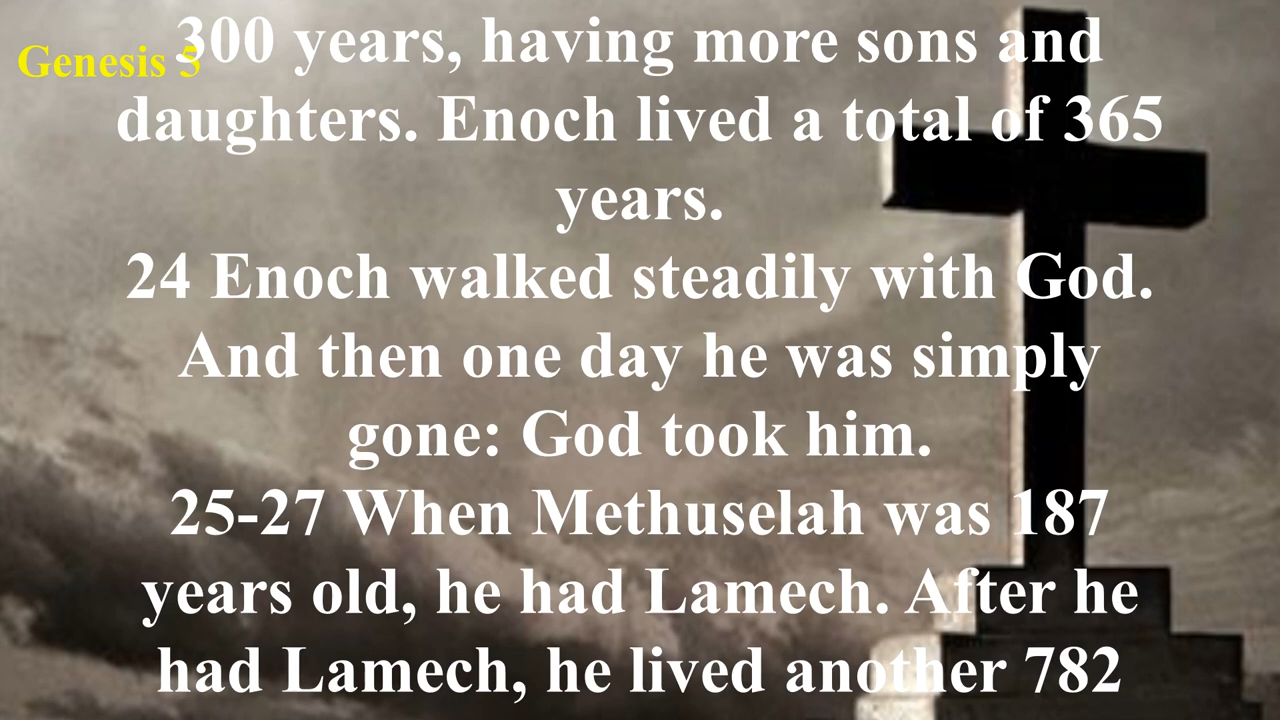 Genesis 5
300 years, having more sons and
daughters. Enoch lived a total of 365
years.
24 Enoch walked steadily with God.
And then one day he was simply
gone: God took him.
25-27 When Methuselah was 187
years old, he had Lamech. After he
had Lamech, he lived another 782